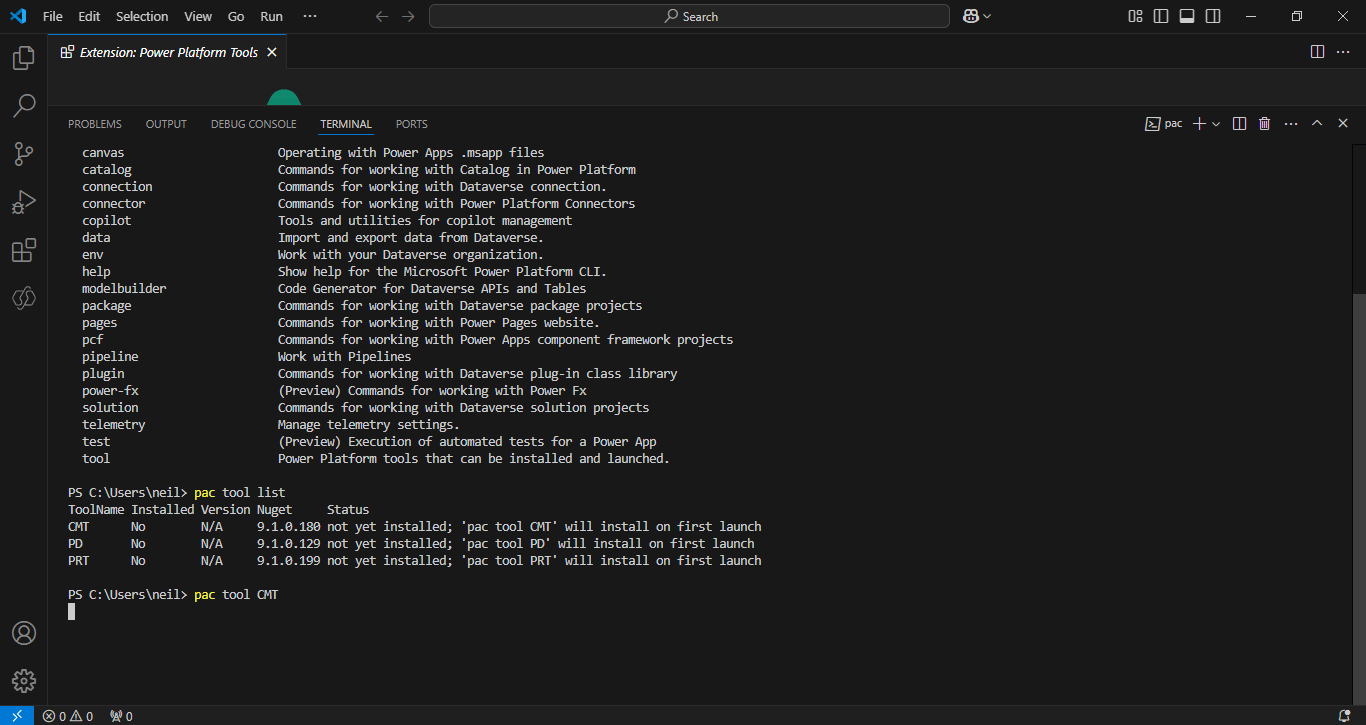 File Edit Selection View Go Run ··· Search
Extension: Power Platform Tools
PROBLEMS OUTPUT DEBUG CONSOLE TERMINAL PORTS pac
canvas Operating with Power Apps .msapp files
catalog Commands for working with Catalog in Power Platform
connection Commands for working with Dataverse connection.
connector Commands for working with Power Platform Connectors
copilot Tools and utilities for copilot management
data Import and export data from Dataverse.
env Work with your Dataverse organization.
help Show help for the Microsoft Power Platform CLI.
modelbuilder Code Generator for Dataverse APIs and Tables
package Commands for working with Dataverse package projects
pages Commands for working with Power Pages website.
pcf Commands for working with Power Apps component framework projects
pipeline Work with Pipelines
plugin Commands for working with Dataverse plug-in class library
power-fx (Preview) Commands for working with Power Fx
solution Commands for working with Dataverse solution projects
telemetry Manage telemetry settings.
test (Preview) Execution of automated tests for a Power App
tool Power Platform tools that can be installed and launched.
PS C:\Users\neil> pac tool list
ToolName Installed Version Nuget Status
CMT No N/A 9.1.0.180 not yet installed; 'pac tool CMT' will install on first launch
PD No N/A 9.1.0.129 not yet installed; 'pac tool PD' will install on first launch
PRT No N/A 9.1.0.199 not yet installed; 'pac tool PRT' will install on first launch
PS C:\Users\neil> pac tool CMT
0 0 0